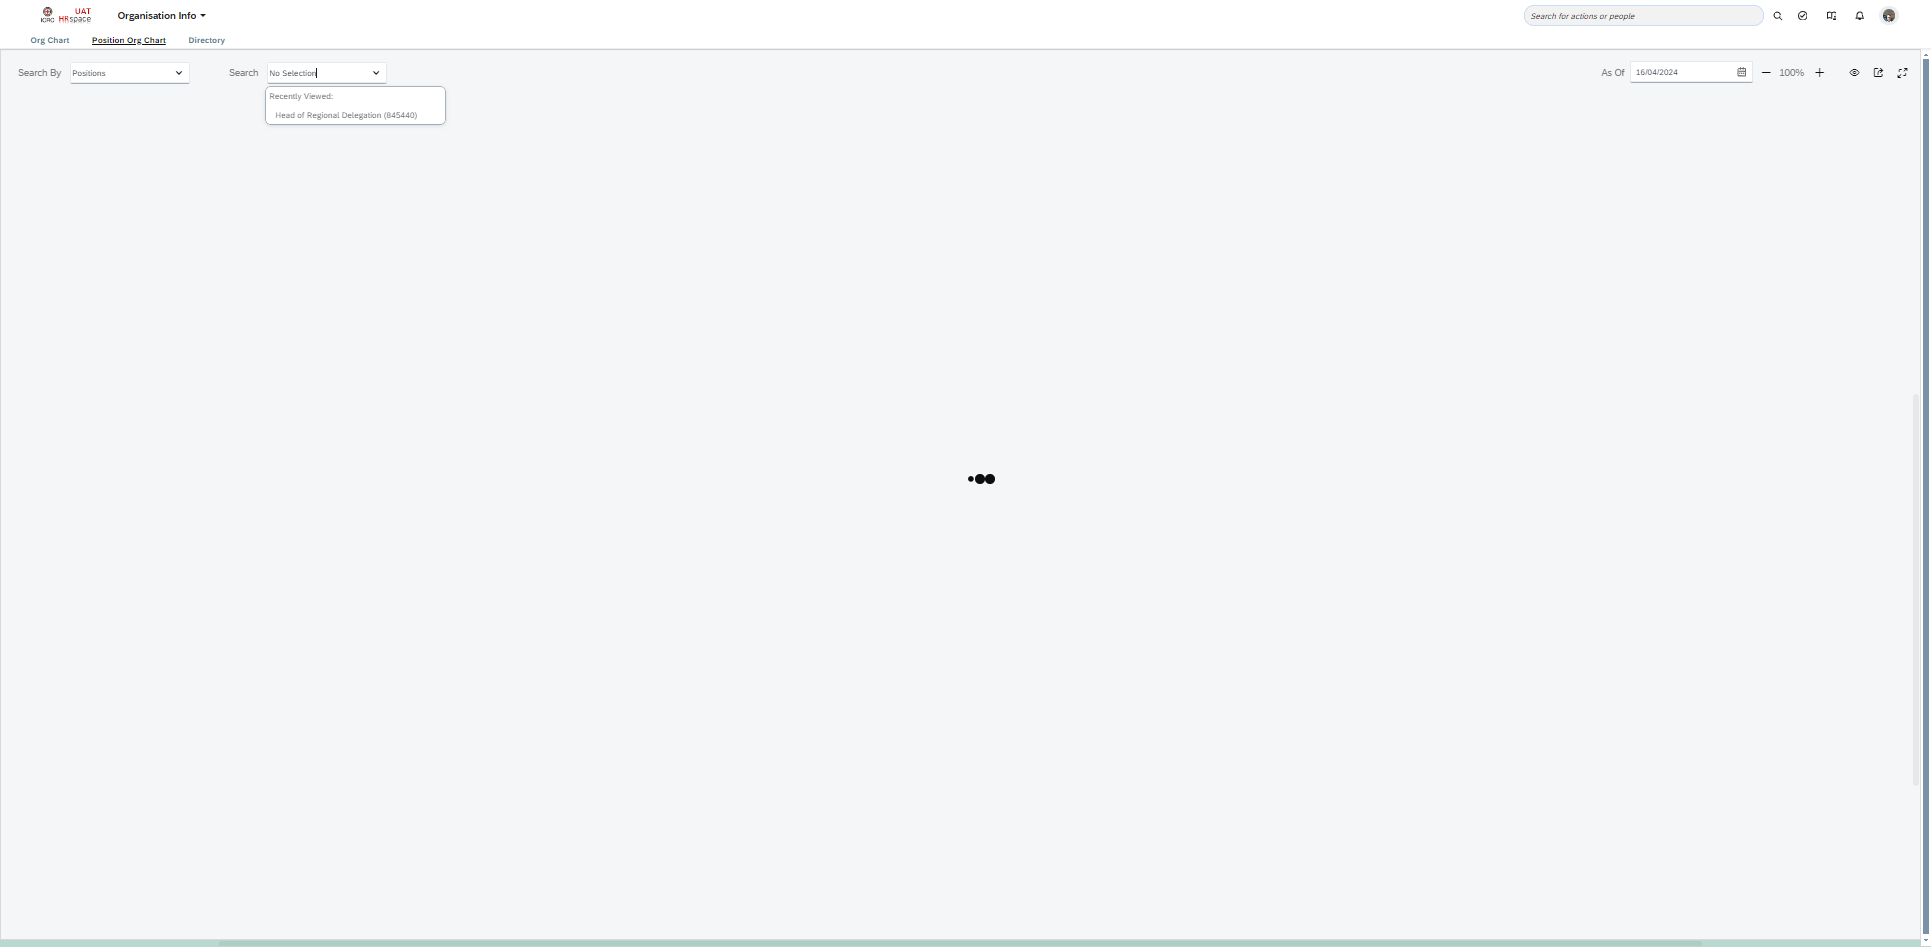 ICRC
UAT
HRspace
Organisation Info
Search for actions or people
Org Chart
Position Org Chart
Directory
Search By
Positions
Search
No Selection
As Of
16/04/2024
100%
Recently Viewed:
Head of Regional Delegation (845440)